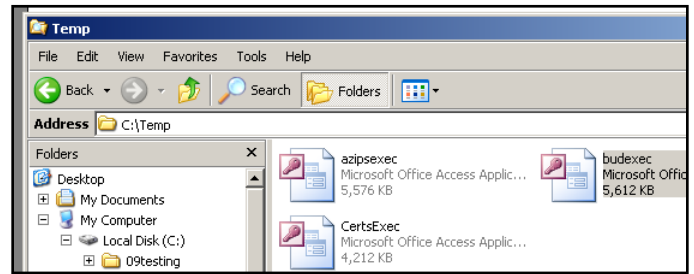 Temp
File Edit View Favorites Tools Help
Back Search Folders
Address C:\Temp
Folders X
Desktop
My Documents
My Computer
Local Disk (C:)
09testing
azipsexec
Microsoft Office Access Applic...
5,576 KB
budexec
Microsoft Offic
5,612 KB
CertsExec
Microsoft Office Access Applic...
4,212 KB